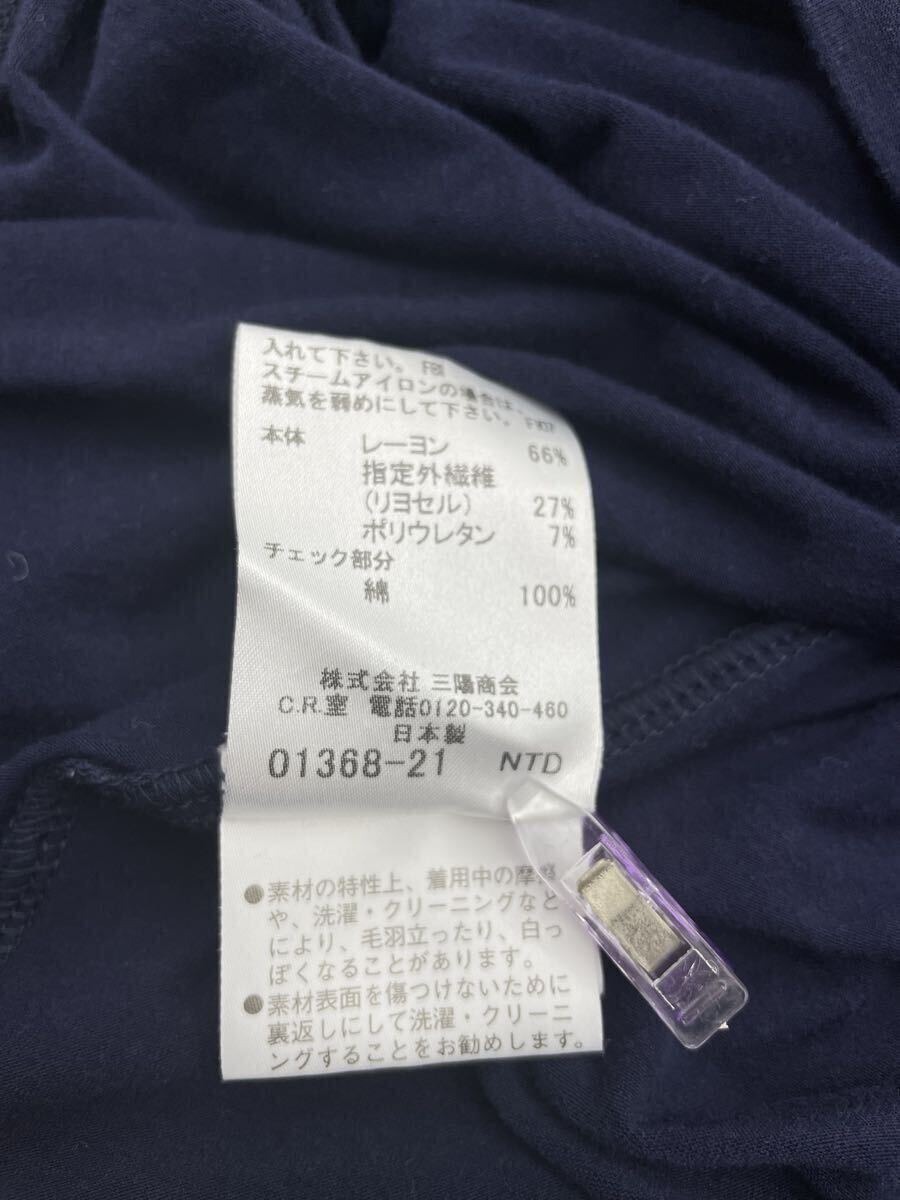 入れて下さい。
スチームアイロンの場合は、
蒸気を弱めにして下さい。
本体 レーヨン 66%
指定外繊維
(リヨセル) 27%
ポリウレタン 7%
チェック部分
綿 100%
株式会社 三陽商会
C.R.室 電話0120-340-460
日本製
01368-21 NTD
●素材の特性上、着用中の摩擦
や、洗濯・クリーニングなど
により、毛羽立ったり、白っ
ぽくなることがあります。
●素材表面を傷つけないために
裏返しにして洗濯・クリーニ
ングすることをお勧めします。